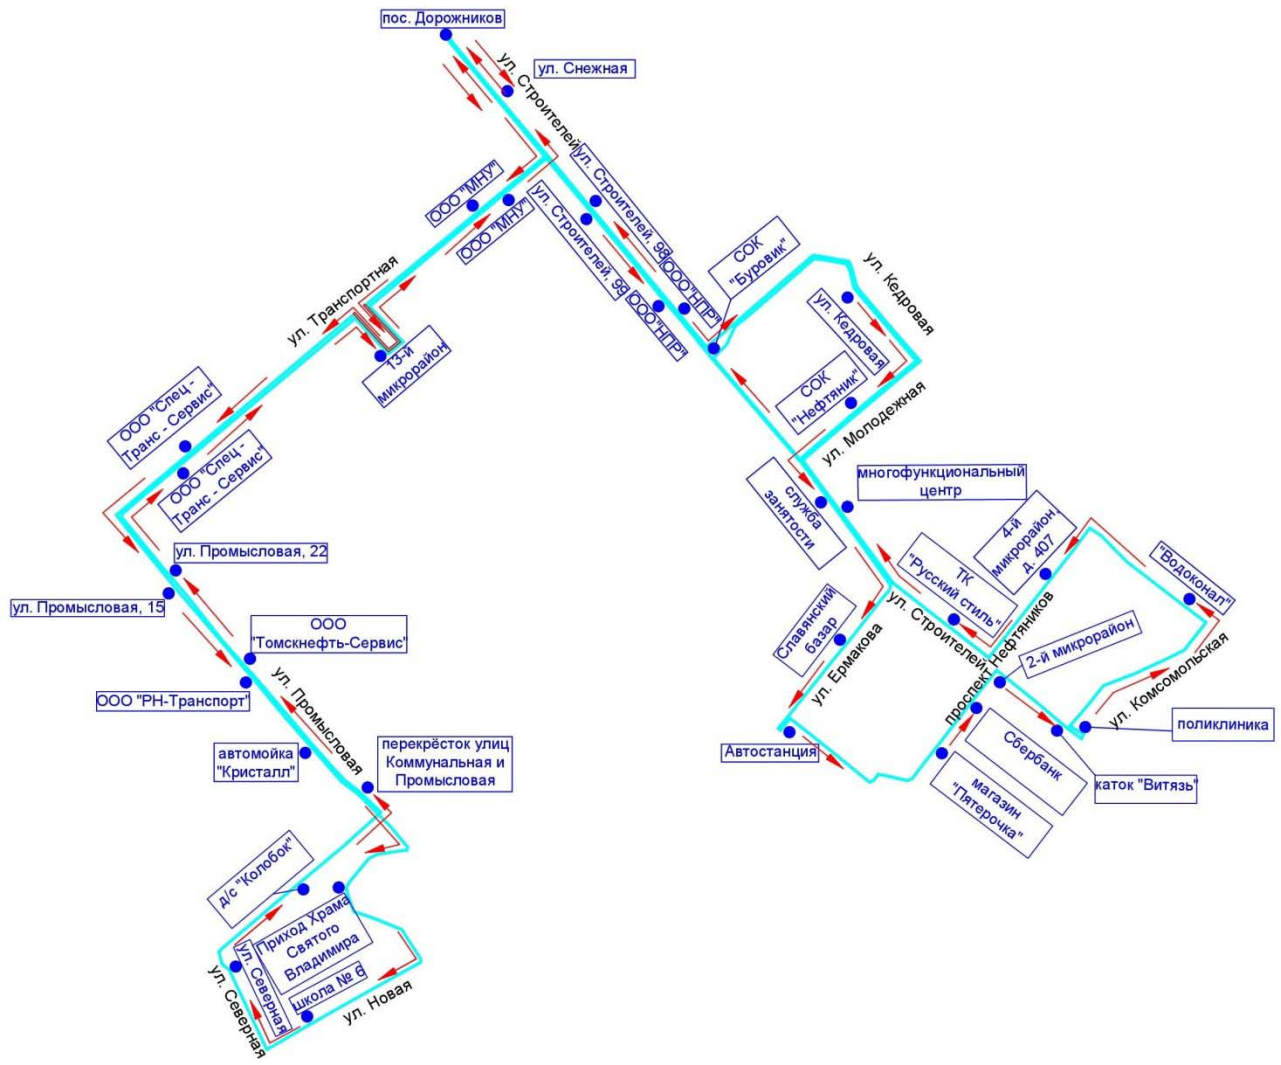 пос. Дорожников
ул. Снежная
ул. Строителей
ООО "МНУ"
ООО "МНУ"
ул. Строителей, 98
ул. Строителей, 99
ООО"НПР"
ООО"НПР"
СОК
"Буровик"
ул. Кедровая
ул. Кедровая
СОК
"Нефтяник"
ул. Молодежная
ул. Транспортная
13-й
микрорайон
ООО "Спец -
Транс - Сервис"
ООО "Спец -
Транс - Сервис"
служба
занятости
многофункциональный
центр
4-й
микрорайон,
д. 407
ТК
"Русский стиль"
"Водоконал"
ул. Промысловая, 22
ул. Промысловая, 15
Славянский
базар
ул. Ермакова
ул. Строителей
проспект Нефтяников
2-й микрорайон
ул. Комсомольская
поликлиника
ООО
"Томскнефть-Сервис"
ООО "РН-Транспорт"
ул. Промысловая
автомойка
"Кристалл"
перекрёсток улиц
Коммунальная и
Промысловая
Автостанция
Сбербанк
магазин
"Пятерочка"
каток "Витязь"
д/с "Колобок"
Приход Храма
Святого
Владимира
ул. Северная
школа № 6
ул. Новая
ул. Северная